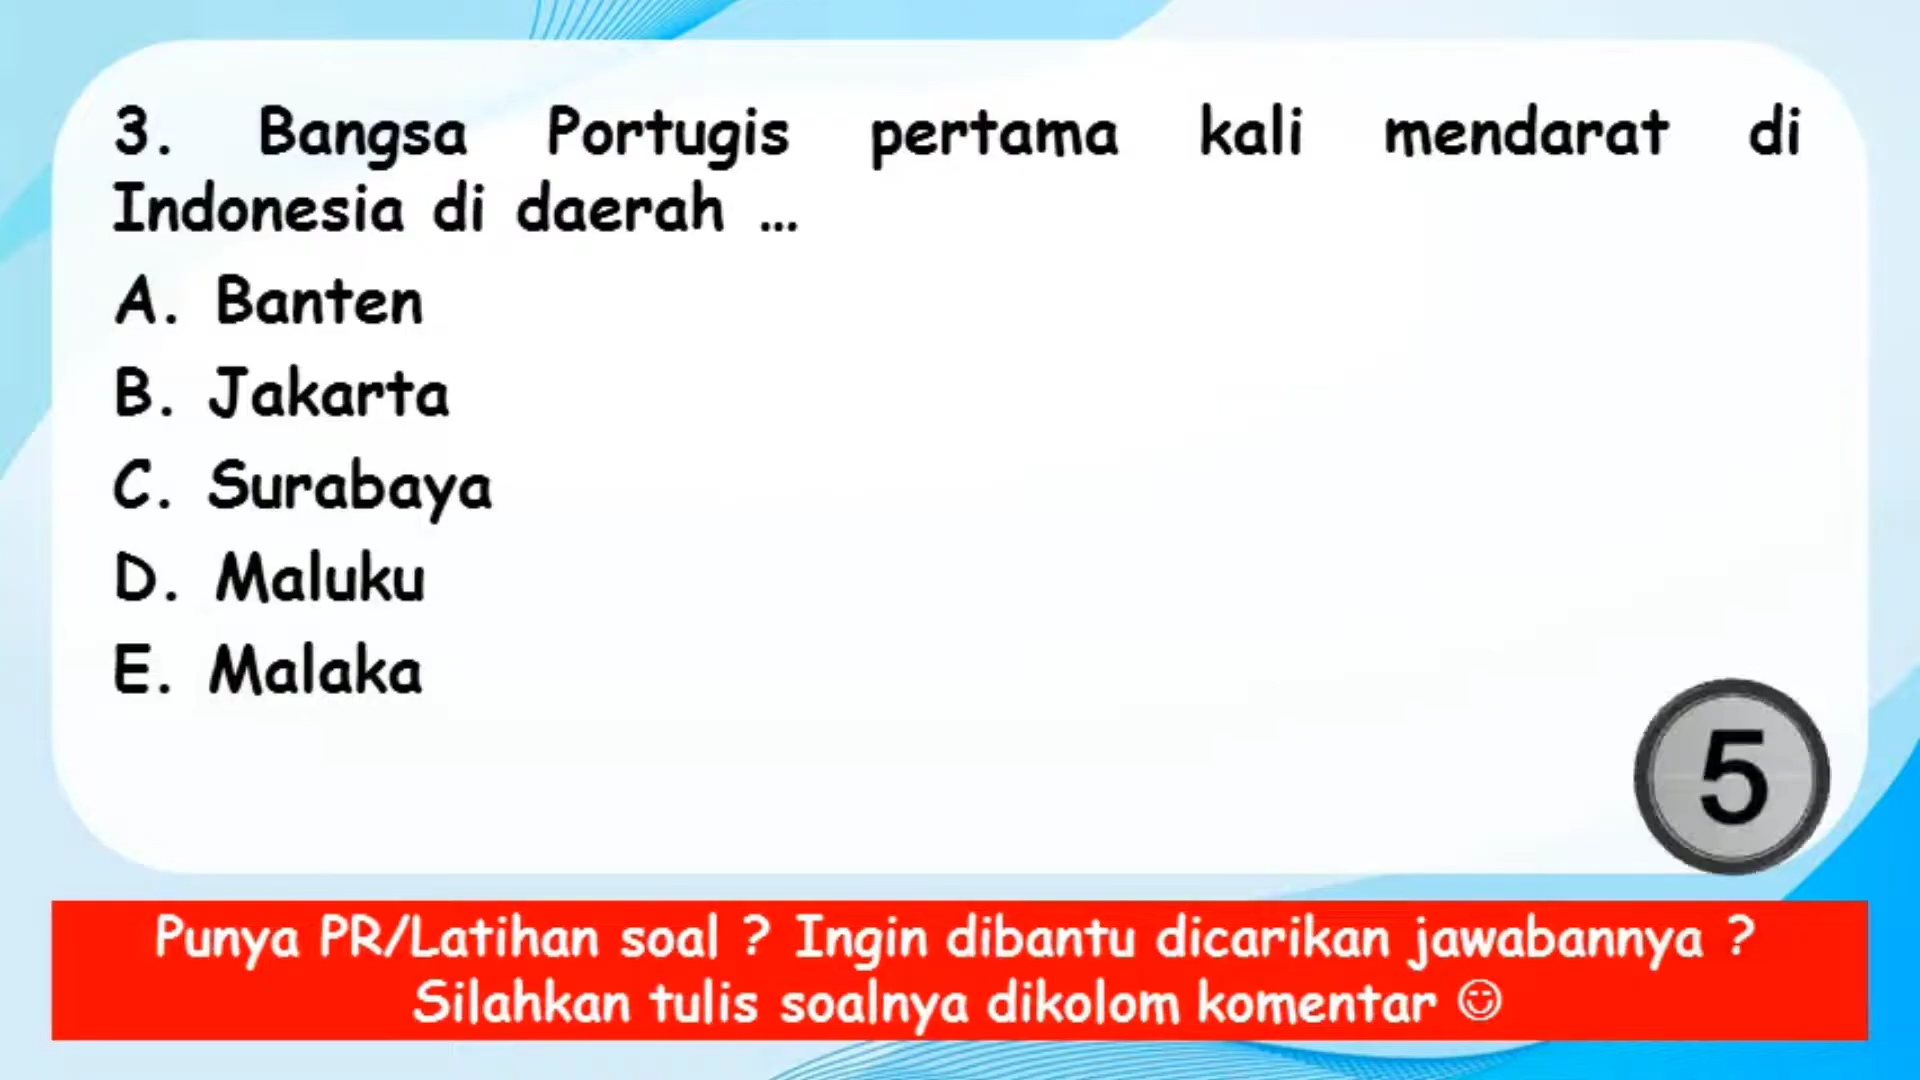 3. Bangsa Portugis pertama kali mendarat di
Indonesia di daerah ...
A. Banten
B. Jakarta
C. Surabaya
D. Maluku
E. Malaka
5
Punya PR/Latihan soal ? Ingin dibantu dicarikan jawabannya ?
Silahkan tulis soalnya dikolom komentar ☺